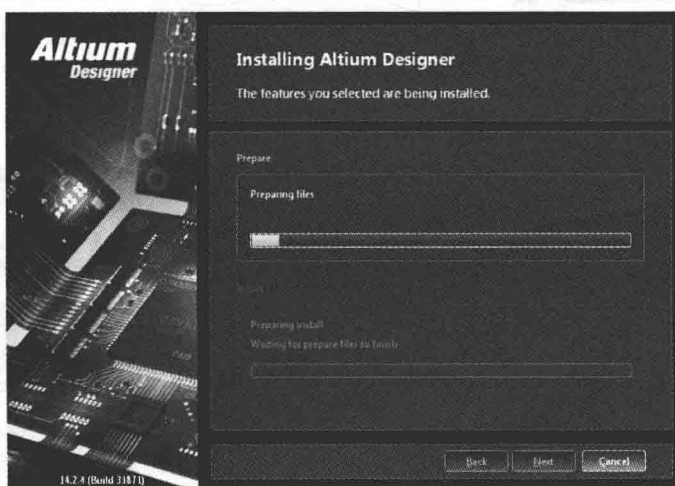 Altium
Designer
Installing Altium Designer
The features you selected are being installed.
Prepare
Preparing files
Preparing install
Waiting for prepare files to finish
Back
Next
Cancel
14.2.4 (Build 31871)